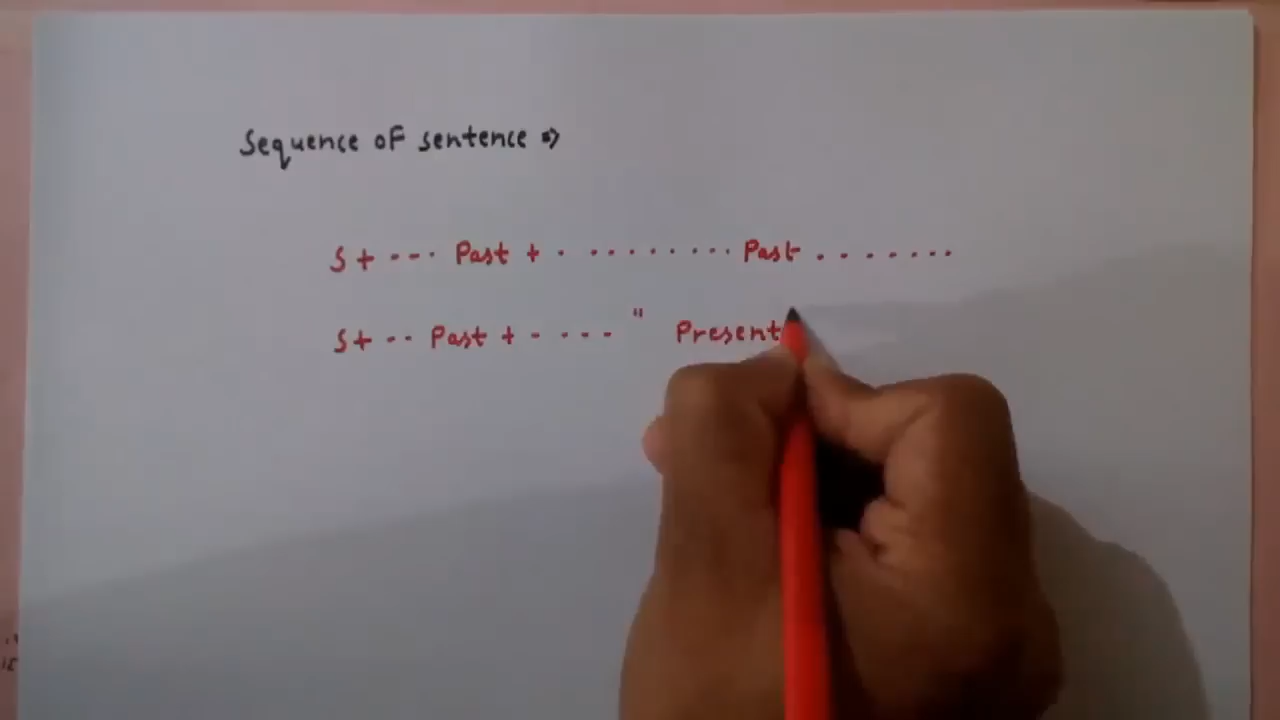 Sequence of sentence ⇒
S + --- Past + . . . . . . . . . Past . . . . . . .
S + -- Past + - - - - " Present